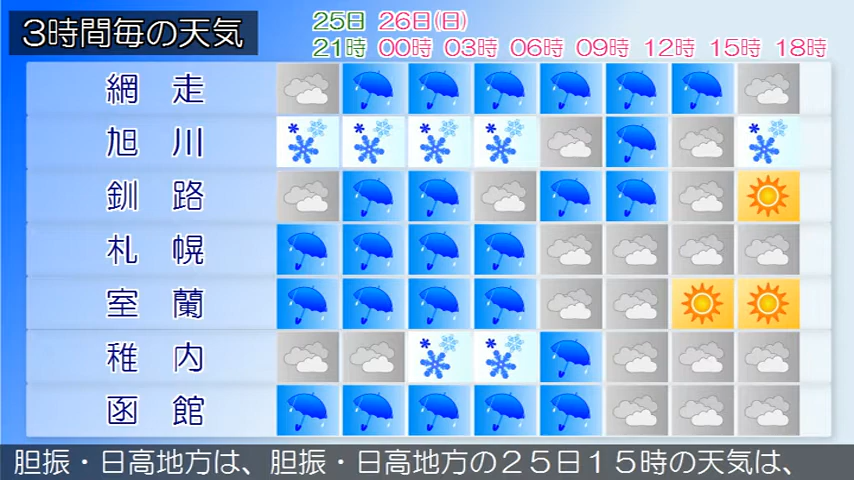 3時間毎の天気
25日 26日(日)
21時 00時 03時 06時 09時 12時 15時 18時
網走
旭川
釧路
札幌
室蘭
稚内
函館
胆振・日高地方は、胆振・日高地方の25日15時の天気は、